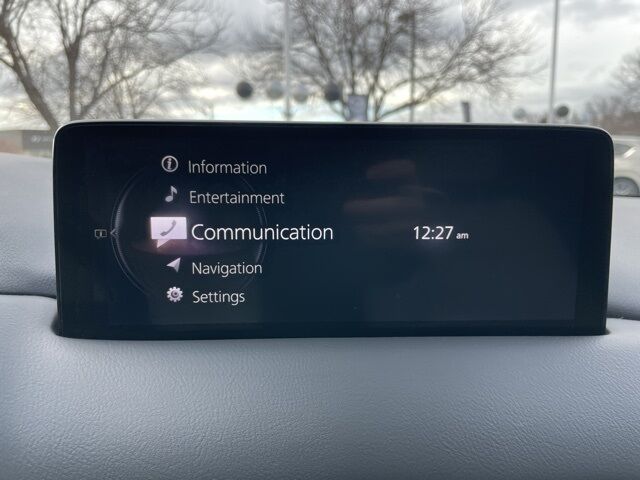 Information
Entertainment
Communication
12:27 am
Navigation
Settings